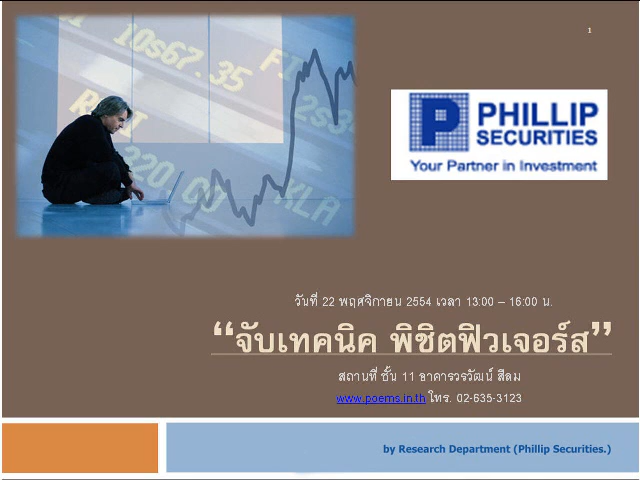 1
10s67.35
PHILLIP
SECURITIES
Your Partner in Investment
วันที่ 22 พฤศจิกายน 2554 เวลา 13:00 – 16:00 น.
“จับเทคนิค พิชิตฟิวเจอร์ส”
สถานที่ ชั้น 11 อาคารวรวัฒน์ สีลม
www.poems.in.th โทร. 02-635-3123
by Research Department (Phillip Securities.)